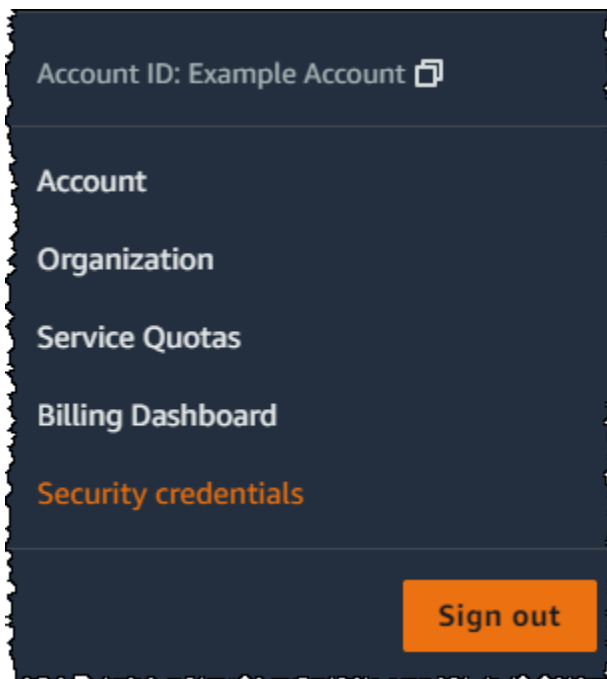 Account ID: Example Account
Account
Organization
Service Quotas
Billing Dashboard
Security credentials
Sign out